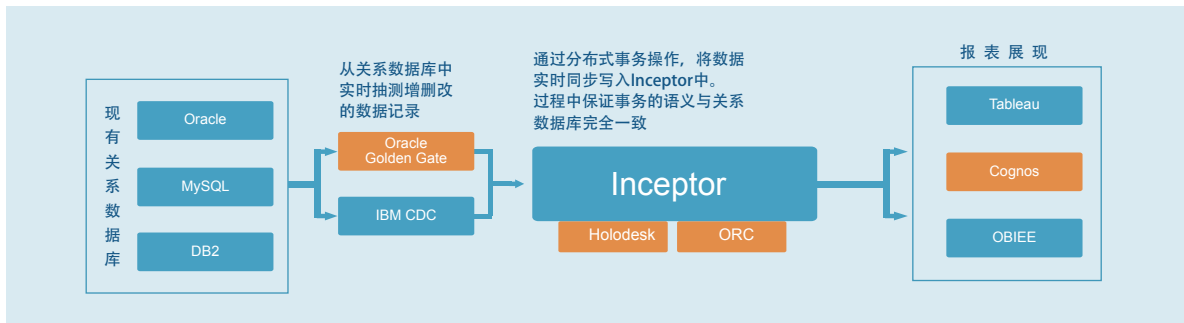 现有关系数据库
Oracle
MySQL
DB2
从关系数据库中
实时抽测增删改
的数据记录
Oracle
Golden Gate
IBM CDC
通过分布式事务操作，将数据
实时同步写入Inceptor中。
过程中保证事务的语义与关系
数据库完全一致
Inceptor
Holodesk
ORC
报表展现
Tableau
Cognos
OBIEE